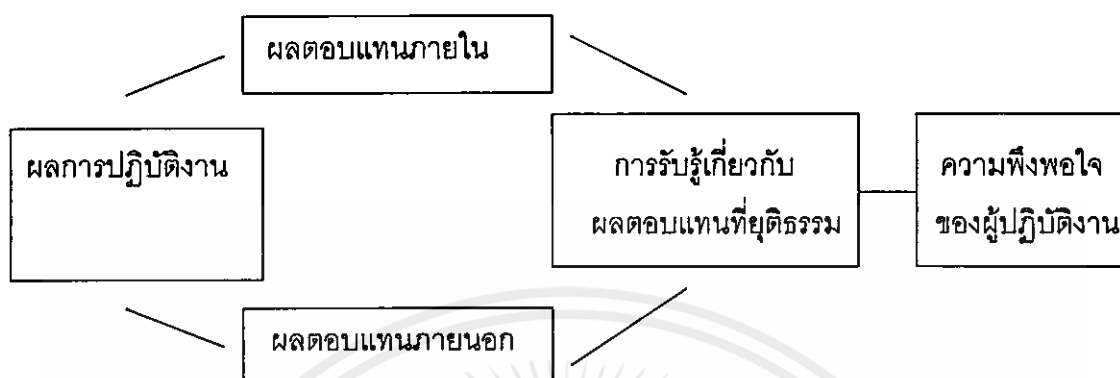 ผลตอบแทนภายใน
ผลการปฏิบัติงาน
การรับรู้เกี่ยวกับ
ผลตอบแทนที่ยุติธรรม
ความพึงพอใจ
ของผู้ปฏิบัติงาน
ผลตอบแทนภายนอก